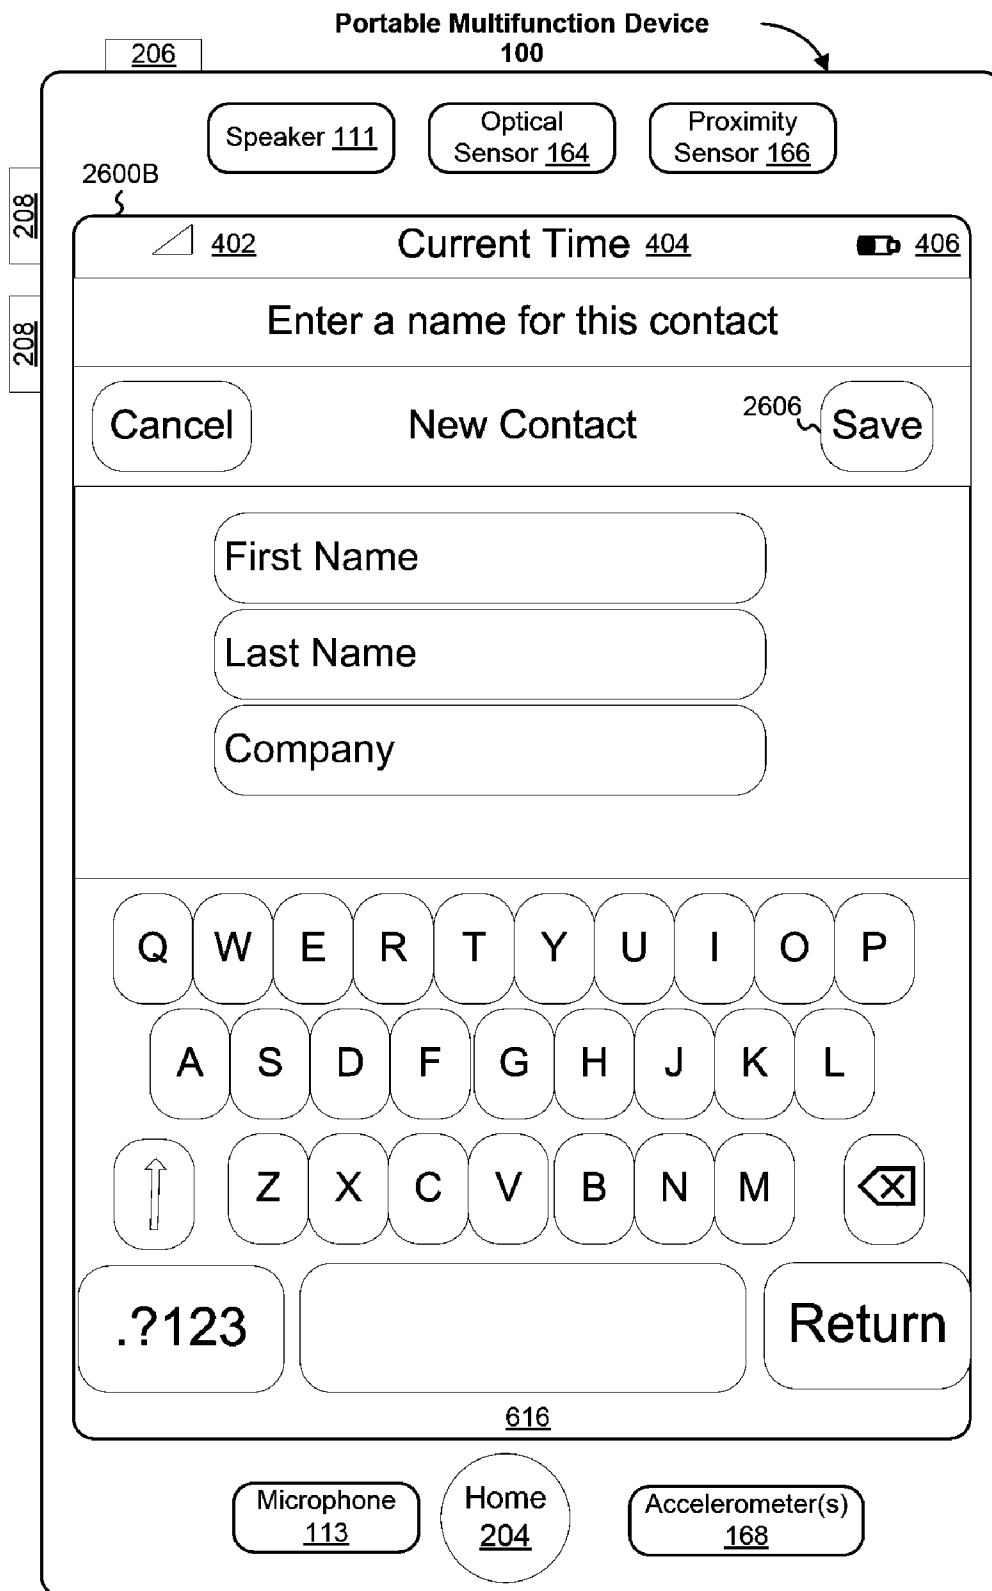 Portable Multifunction Device
100
206
Speaker 111
Optical
Sensor 164
Proximity
Sensor 166
2600B
208
208
402
Current Time 404
406
Enter a name for this contact
Cancel
New Contact
2606
Save
First Name
Last Name
Company
Q W E R T Y U I O P
A S D F G H J K L
Z X C V B N M
.?123
Return
616
Microphone
113
Home
204
Accelerometer(s)
168